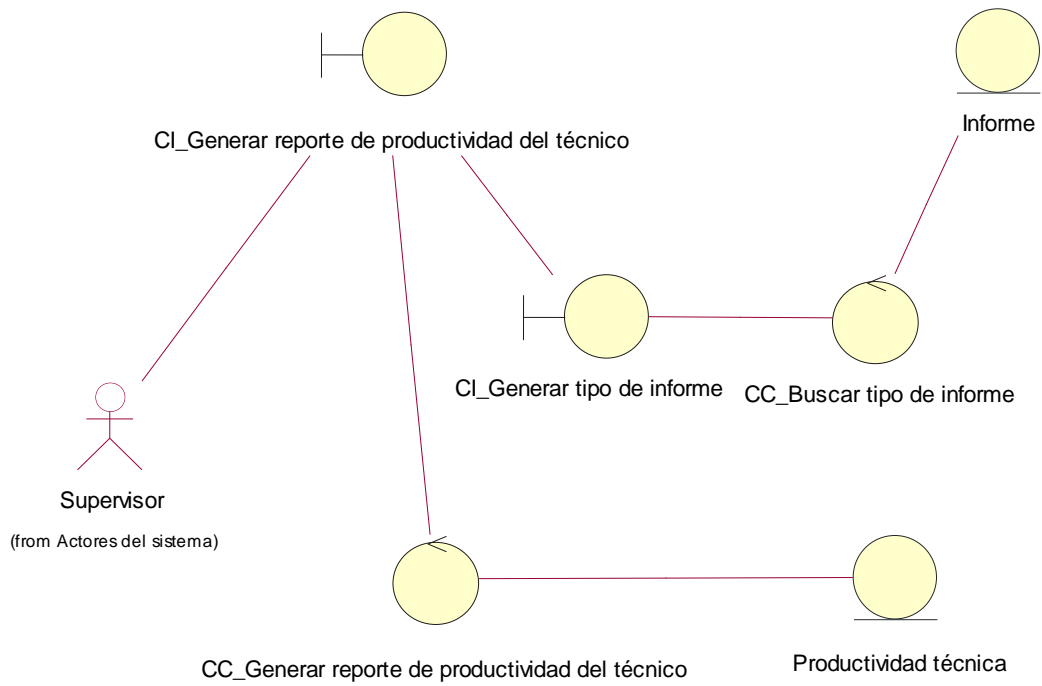 CI_Generar reporte de productividad del técnico
Informe
CI_Generar tipo de informe
CC_Buscar tipo de informe
Supervisor
(from Actores del sistema)
CC_Generar reporte de productividad del técnico
Productividad técnica